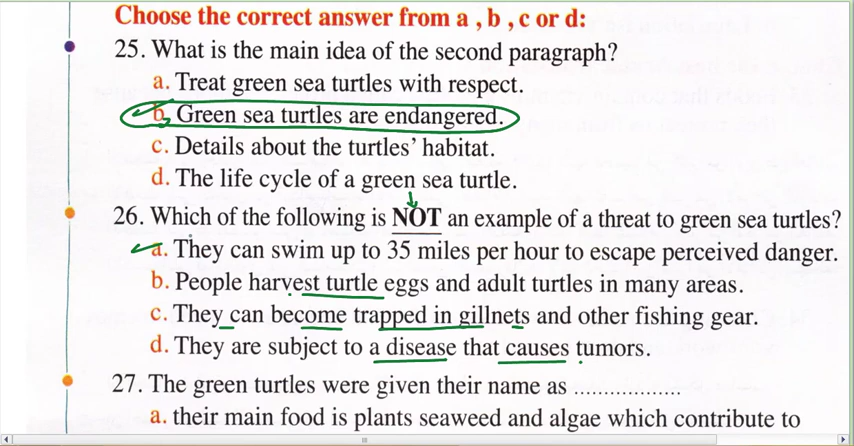 Choose the correct answer from a , b , c or d:
25. What is the main idea of the second paragraph?
a. Treat green sea turtles with respect.
b. Green sea turtles are endangered.
c. Details about the turtles' habitat.
d. The life cycle of a green sea turtle.
26. Which of the following is NOT an example of a threat to green sea turtles?
a. They can swim up to 35 miles per hour to escape perceived danger.
b. People harvest turtle eggs and adult turtles in many areas.
c. They can become trapped in gillnets and other fishing gear.
d. They are subject to a disease that causes tumors.
27. The green turtles were given their name as ..................
a. their main food is plants seaweed and algae which contribute to